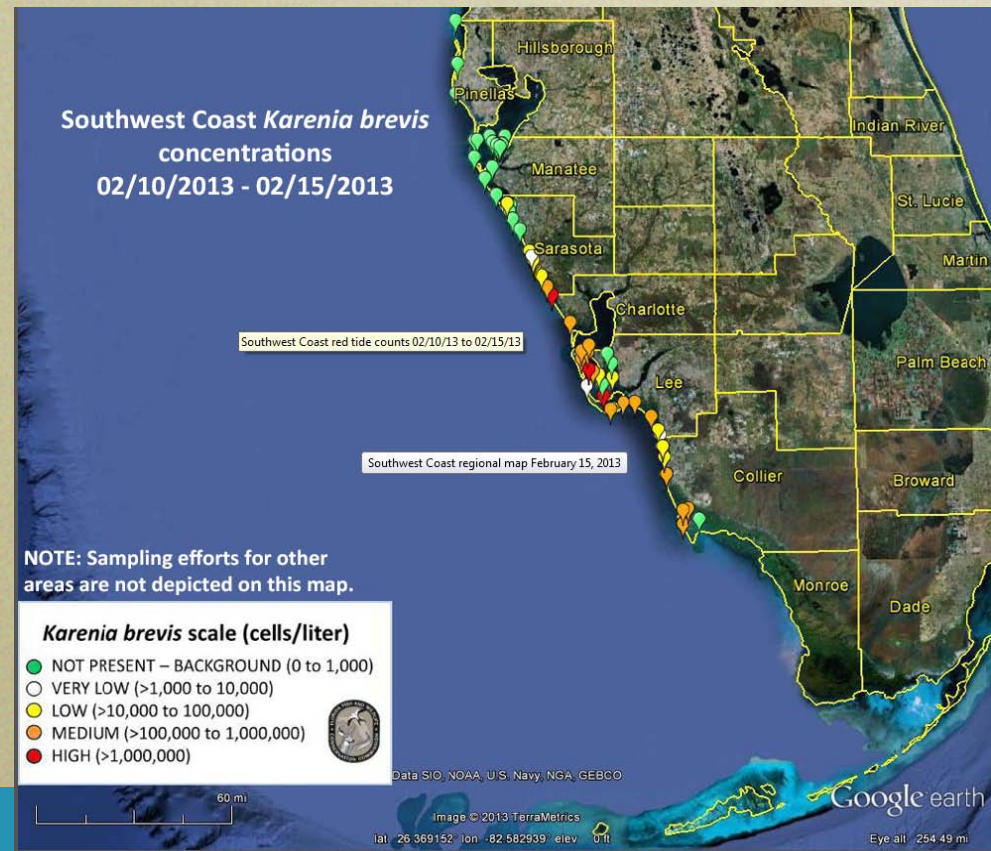 Southwest Coast Karenia brevis
concentrations
02/10/2013 - 02/15/2013
Hillsborough
Pinellas
Indian River
Manatee
St. Lucie
Sarasota
Martin
Charlotte
Southwest Coast red tide counts 02/10/13 to 02/15/13
Palm Beach
Lee
Southwest Coast regional map February 15, 2013
Collier
Broward
NOTE: Sampling efforts for other
areas are not depicted on this map.
Monroe
Dade
Karenia brevis scale (cells/liter)
NOT PRESENT – BACKGROUND (0 to 1,000)
VERY LOW (>1,000 to 10,000)
LOW (>10,000 to 100,000)
MEDIUM (>100,000 to 1,000,000)
HIGH (>1,000,000)
Data SIO, NOAA, U.S. Navy, NGA, GEBCO
60 mi
Google earth
Image © 2013 TerraMetrics
lat 26.369152° lon -82.582939° elev 0 ft
Eye alt 254.49 mi